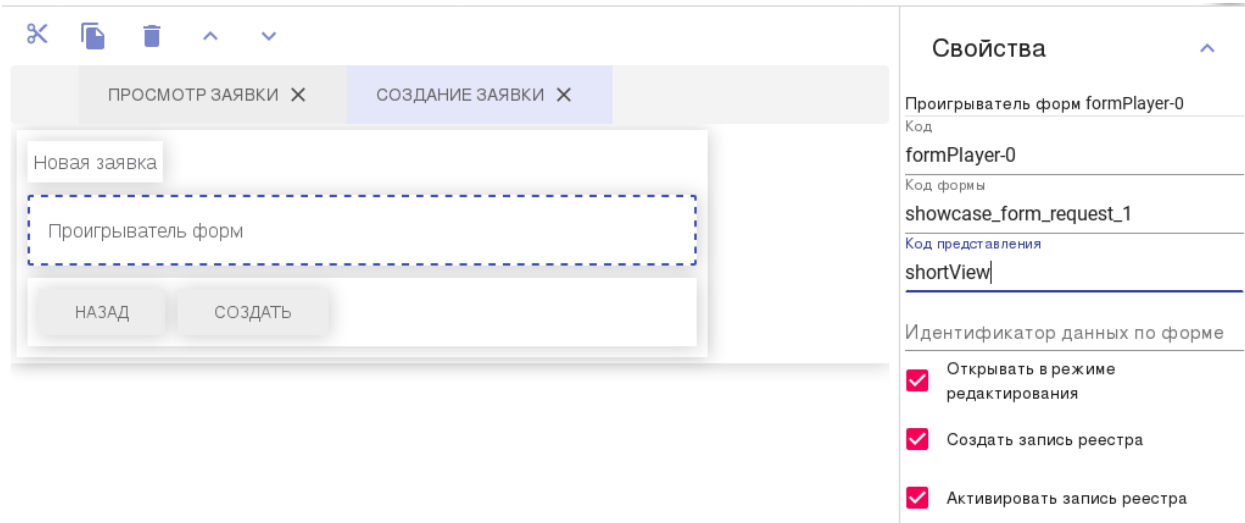 ПРОСМОТР ЗАЯВКИ
СОЗДАНИЕ ЗАЯВКИ
Новая заявка
Проигрыватель форм
НАЗАД
СОЗДАТЬ
Свойства
Проигрыватель форм formPlayer-0
Код
formPlayer-0
Код формы
showcase_form_request_1
Код представления
shortView
Идентификатор данных по форме
Открывать в режиме
редактирования
Создать запись реестра
Активировать запись реестра